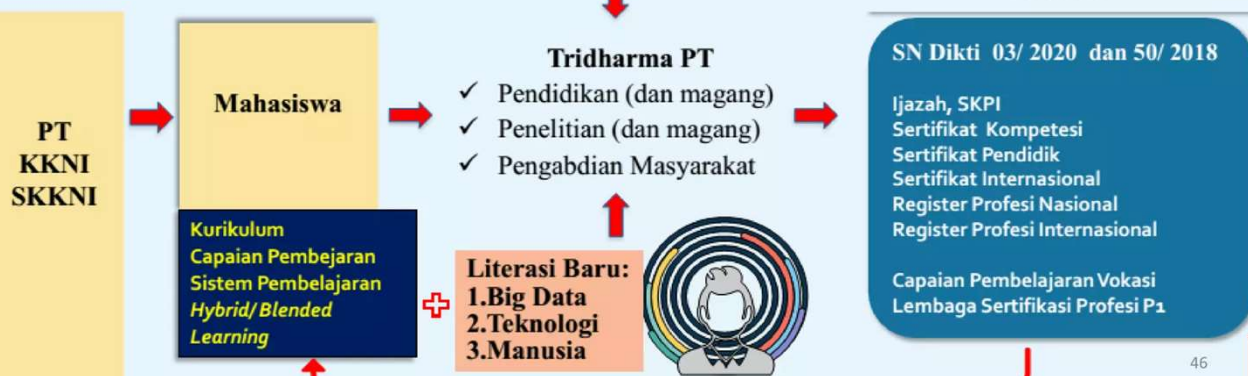 PT
KKNI
SKKNI
Mahasiswa
Kurikulum
Capaian Pembejaran
Sistem Pembelajaran
Hybrid/Blended
Learning
Tridharma PT
✓ Pendidikan (dan magang)
✓ Penelitian (dan magang)
✓ Pengabdian Masyarakat
Literasi Baru:
1.Big Data
2.Teknologi
3.Manusia
SN Dikti 03/ 2020 dan 50/ 2018
Ijazah, SKPI
Sertifikat Kompetesi
Sertifikat Pendidik
Sertifikat Internasional
Register Profesi Nasional
Register Profesi Internasional
Capaian Pembelajaran Vokasi
Lembaga Sertifikasi Profesi P1
46